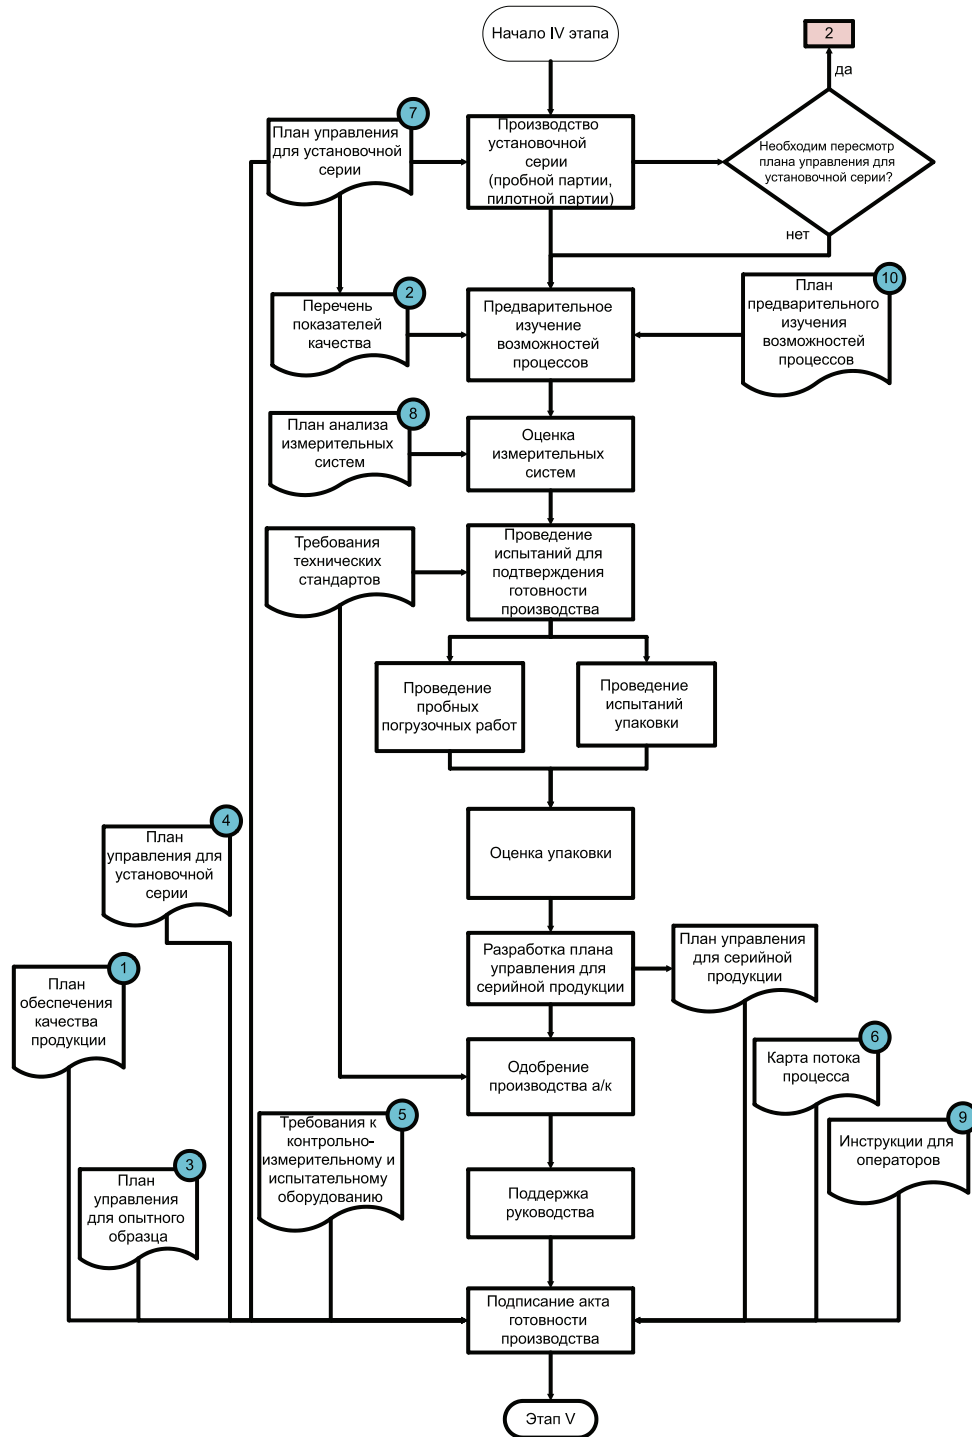 Начало IV этапа
2
да
7
План управления
для установочной
серии
Производство
установочной
серии
(пробной партии,
пилотной партии)
Необходим пересмотр
плана управления для
установочной серии?
нет
2
Перечень
показателей
качества
Предварительное
изучение
возможностей
процессов
10
План
предварительного
изучения
возможностей
процессов
8
План анализа
измерительных
систем
Оценка
измерительных
систем
Требования
технических
стандартов
Проведение
испытаний для
подтверждения
готовности
производства
Проведение
пробных
погрузочных работ
Проведение
испытаний
упаковки
4
План
управления для
установочной
серии
Оценка упаковки
1
План
обеспечения
качества
продукции
Разработка плана
управления для
серийной продукции
План управления
для серийной
продукции
6
Карта потока
процесса
Одобрение
производства а/к
5
Требования к
контрольно-
измерительному и
испытательному
оборудованию
9
Инструкции для
операторов
3
План
управления
для опытного
образца
Поддержка
руководства
Подписание акта
готовности
производства
Этап V